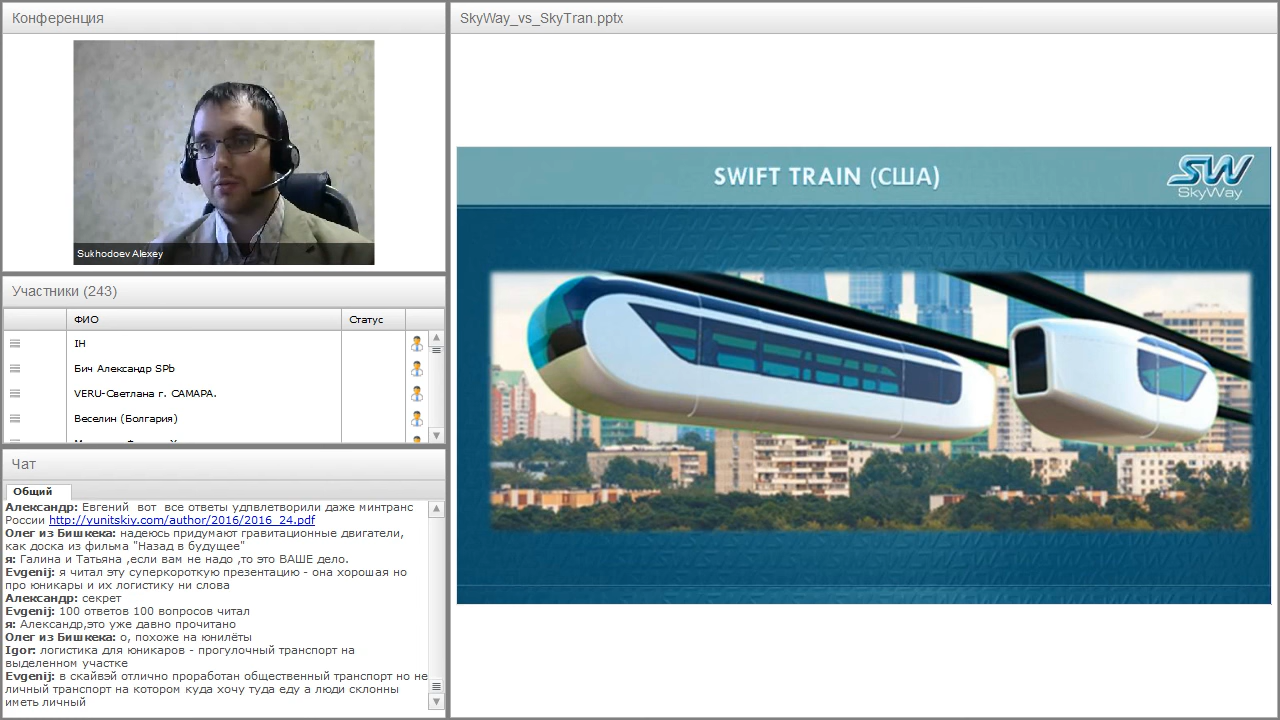 Конференция
Sukhodoev Alexey
Участники (243)
ФИО Статус
IH
Бич Александр SPb
VERU-Светлана г. САМАРА.
Веселин (Болгария)
Чат
Общий
Александр: Евгений вот все ответы удпвлетворили даже минтранс
России http://yunitskiy.com/author/2016/2016_24.pdf
Олег из Бишкека: надеюсь придумают гравитационные двигатели,
как доска из фильма "Назад в будущее"
я: Галина и Татьяна ,если вам не надо ,то это ВАШЕ дело.
Evgenij: я читал эту суперкороткую презентацию - она хорошая но
про юникары и их логистику ни слова
Александр: секрет
Evgenij: 100 ответов 100 вопросов читал
я: Александр,это уже давно прочитано
Олег из Бишкека: о, похоже на юнилёты
Igor: логистика для юникаров - прогулочный транспорт на
выделенном участке
Evgenij: в скайвэй отлично проработан общественный транспорт но не
личный транспорт на которай куда хочу туда еду а люди склонны
иметь личный
SkyWay_vs_SkyTran.pptx
SWIFT TRAIN (США)
SW
SkyWay